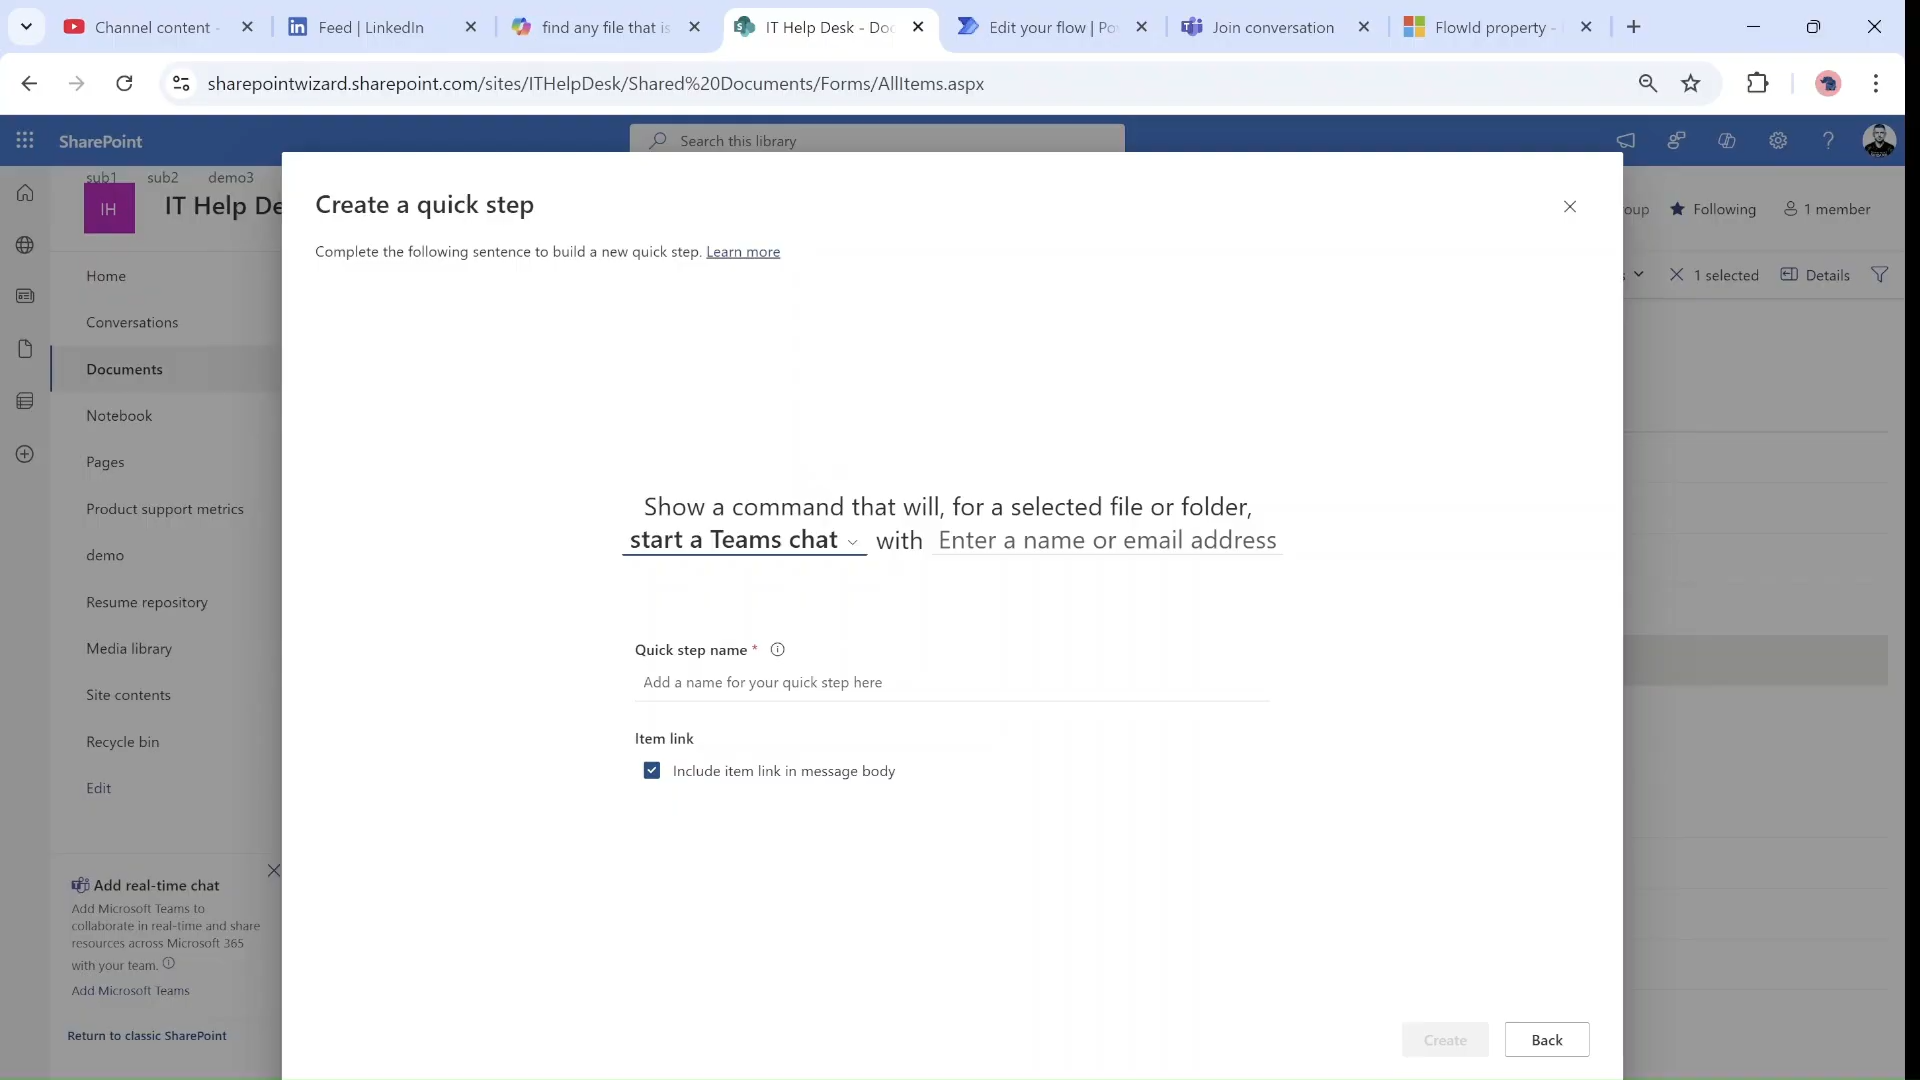 Channel content -
Feed | LinkedIn
find any file that is
IT Help Desk - Doc
Edit your flow | Po
Join conversation
FlowId property -
sharepointwizard.sharepoint.com/sites/ITHelpDesk/Shared%20Documents/Forms/AllItems.aspx
SharePoint
Search this library
sub1 sub2 demo3
IH
IT Help De
oup
Following
1 member
Create a quick step
Complete the following sentence to build a new quick step. Learn more
1 selected
Details
Home
Conversations
Documents
Notebook
Pages
Product support metrics
demo
Resume repository
Media library
Site contents
Recycle bin
Edit
Show a command that will, for a selected file or folder,
start a Teams chat with Enter a name or email address
Quick step name *
Add a name for your quick step here
Item link
Include item link in message body
Add real-time chat
Add Microsoft Teams to
collaborate in real-time and share
resources across Microsoft 365
with your team.
Add Microsoft Teams
Return to classic SharePoint
Create
Back